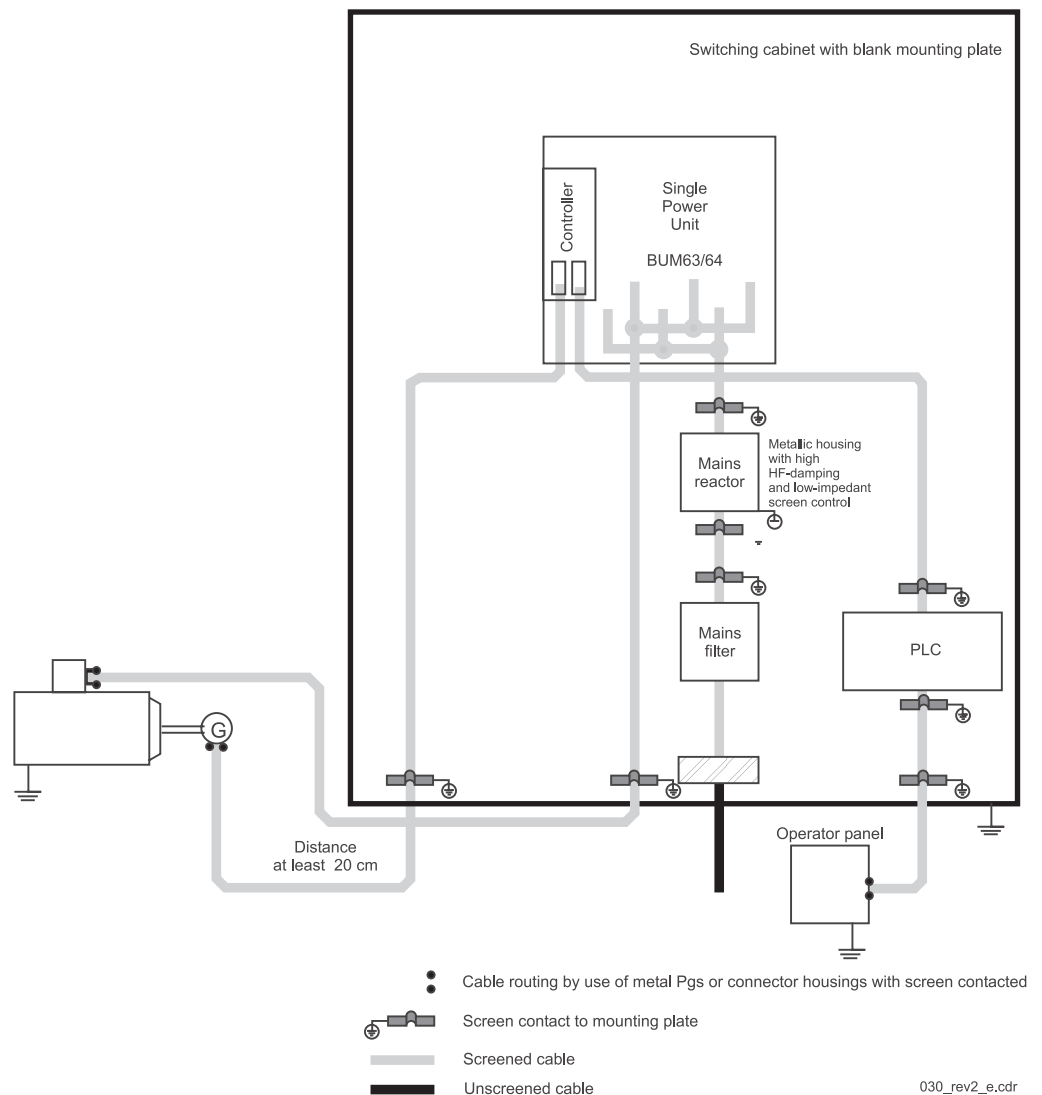 Switching cabinet with blank mounting plate
Controller
Single
Power
Unit
BUM63/64
Mains
reactor
Metallic housing
with high
HF-damping
and low-impedant
screen control
Mains
filter
PLC
G
Distance
at least 20 cm
Operator panel
Cable routing by use of metal Pgs or connector housings with screen contacted
Screen contact to mounting plate
Screened cable
Unscreened cable
030_rev2_e.cdr